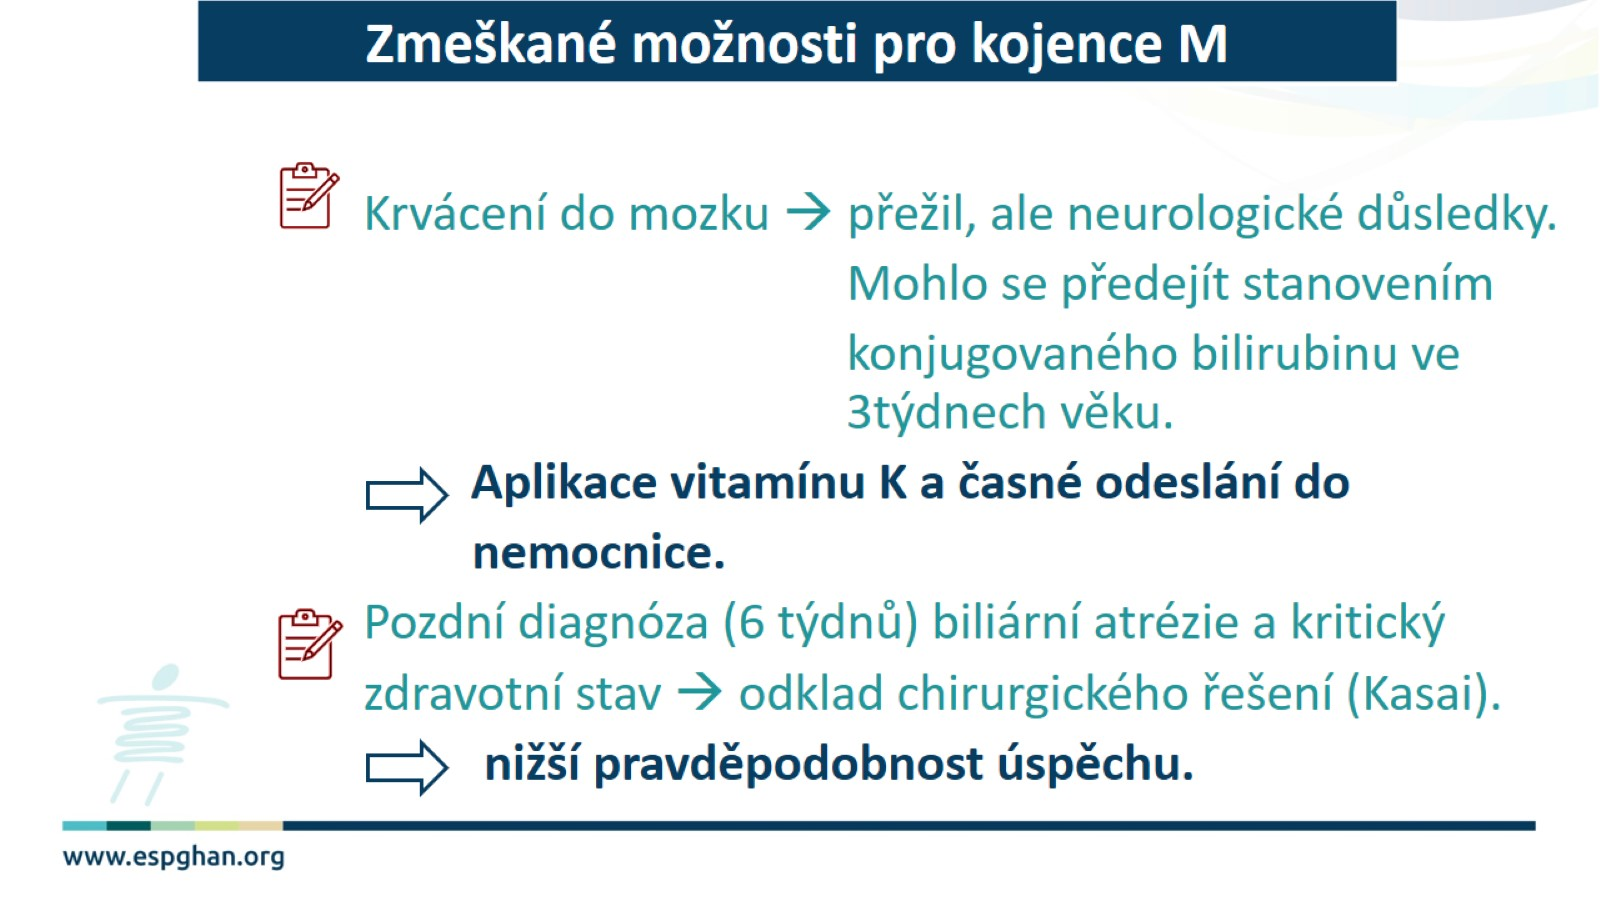 Zmeškané možnosti pro kojence M
Krvácení do mozku → přežil, ale neurologické důsledky.
Mohlo se předejít stanovením
konjugovaného bilirubinu ve
3týdnech věku.
Aplikace vitamínu K a časné odeslání do
nemocnice.
Pozdní diagnóza (6 týdnů) biliární atrézie a kritický
zdravotní stav → odklad chirurgického řešení (Kasai).
nižší pravděpodobnost úspěchu.
www.espghan.org